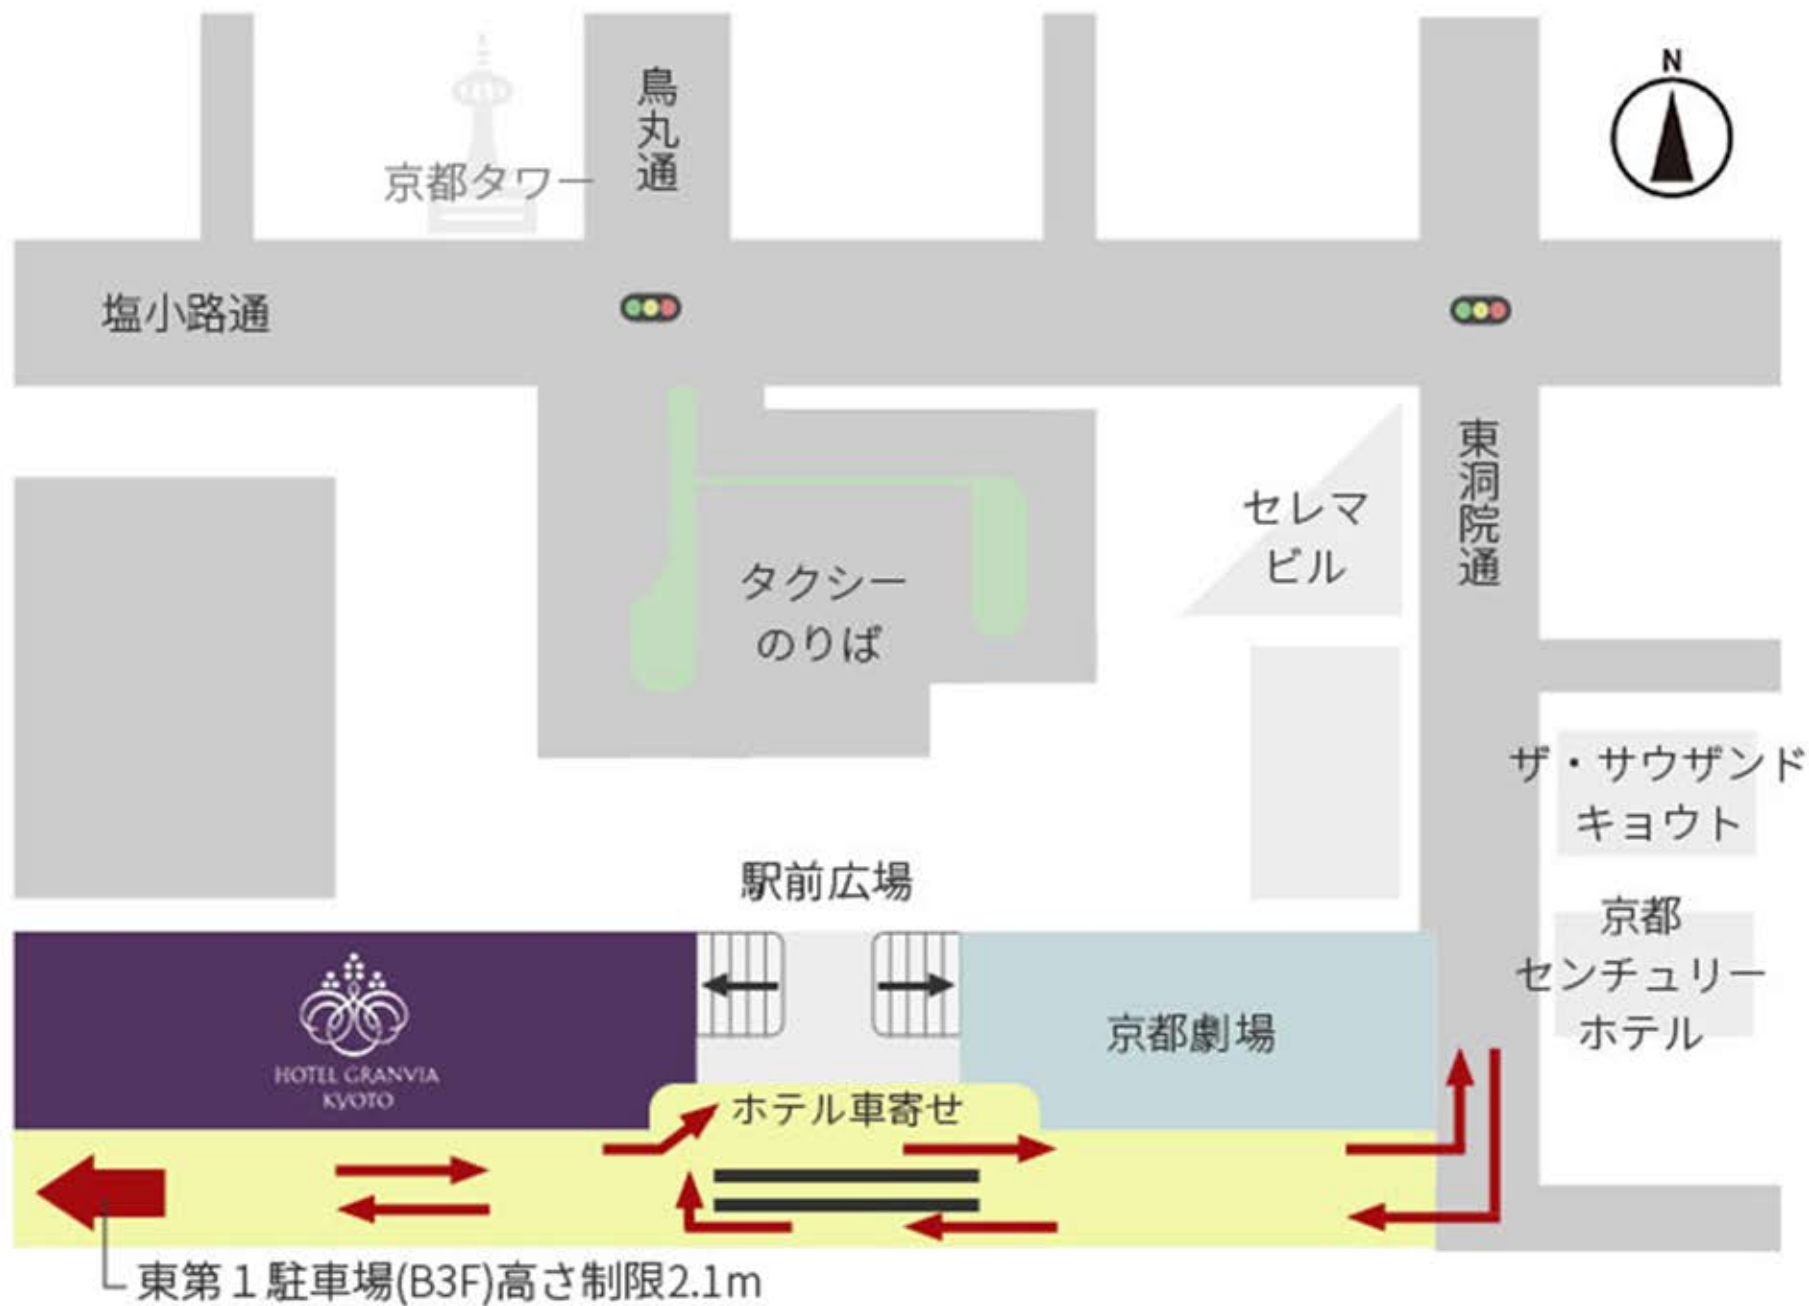 N
鳥丸通
京都タワー
塩小路通
東洞院通
セレマ
ビル
タクシー
のりば
ザ・サウザンド
キョウト
駅前広場
京都
センチュリー
ホテル
HOTEL GRANVIA
KYOTO
京都劇場
ホテル車寄せ
東第1駐車場(B3F)高さ制限2.1m